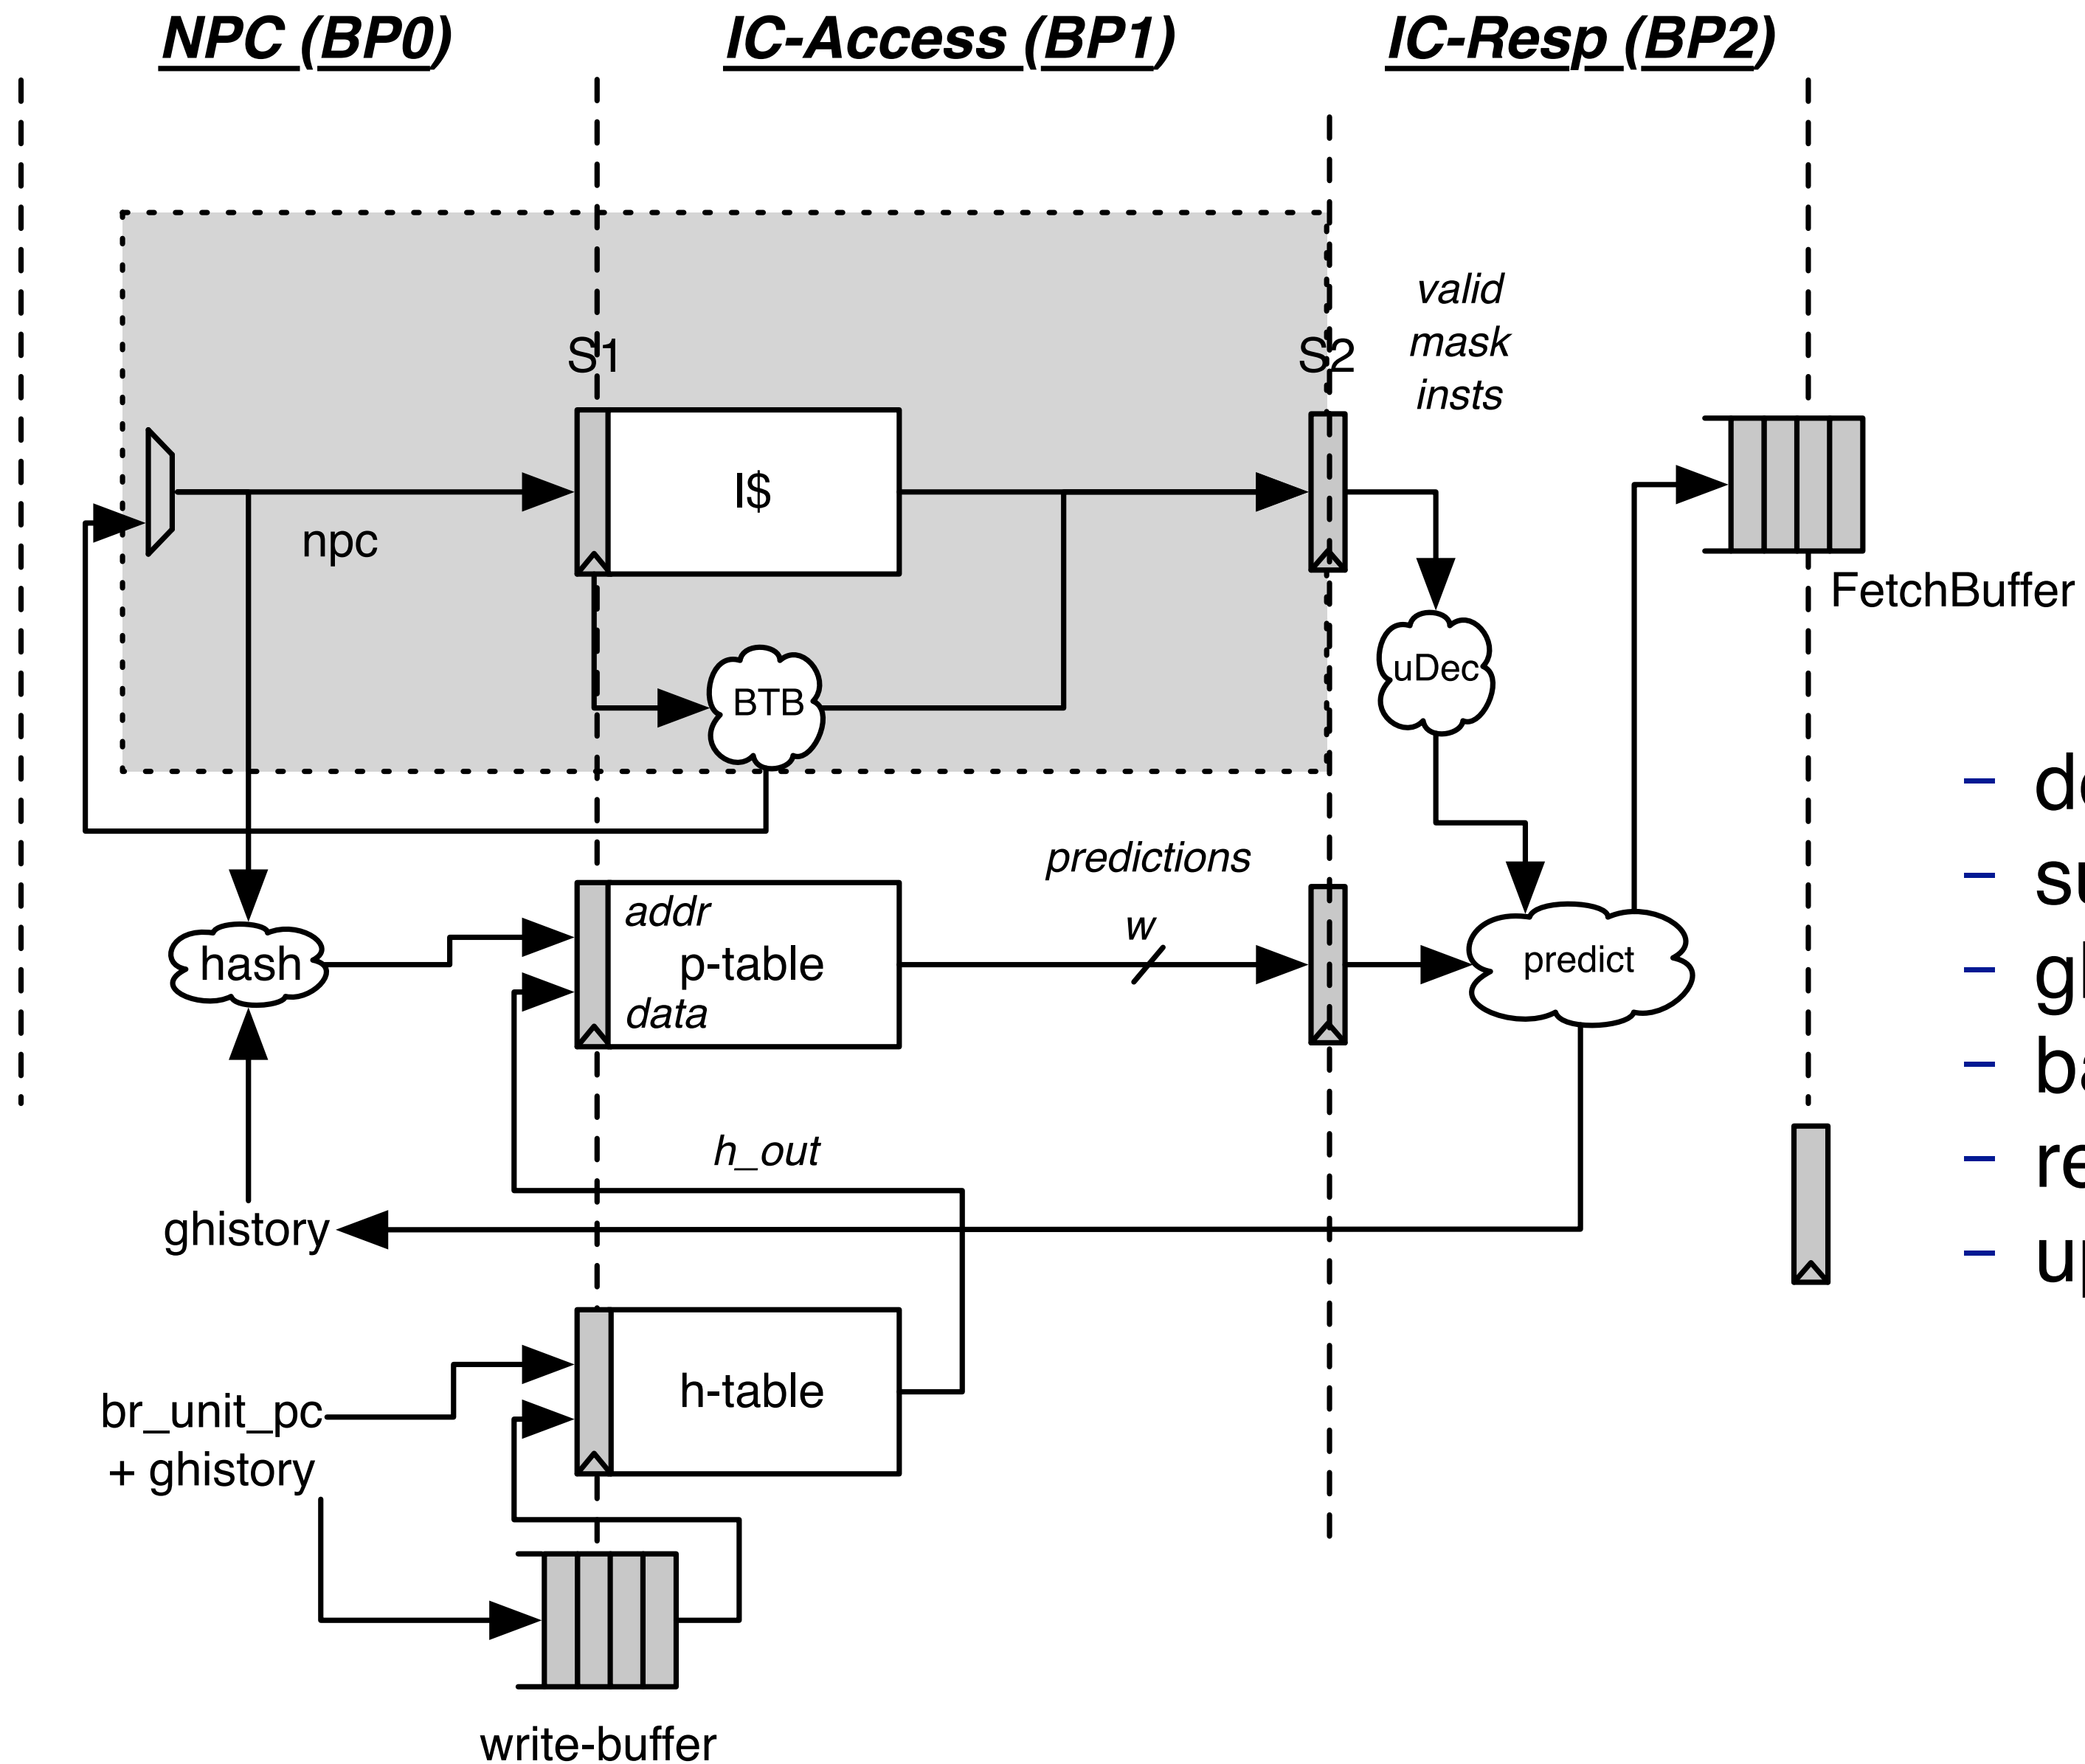 NPC (BP0)
IC-Access (BP1)
IC-Resp (BP2)
valid
mask
insts
S1
S2
I$
npc
FetchBuffer
uDec
BTB
predictions
addr
w
hash
p-table
predict
data
h_out
ghistory
h-table
br_unit_pc
+ ghistory
write-buffer